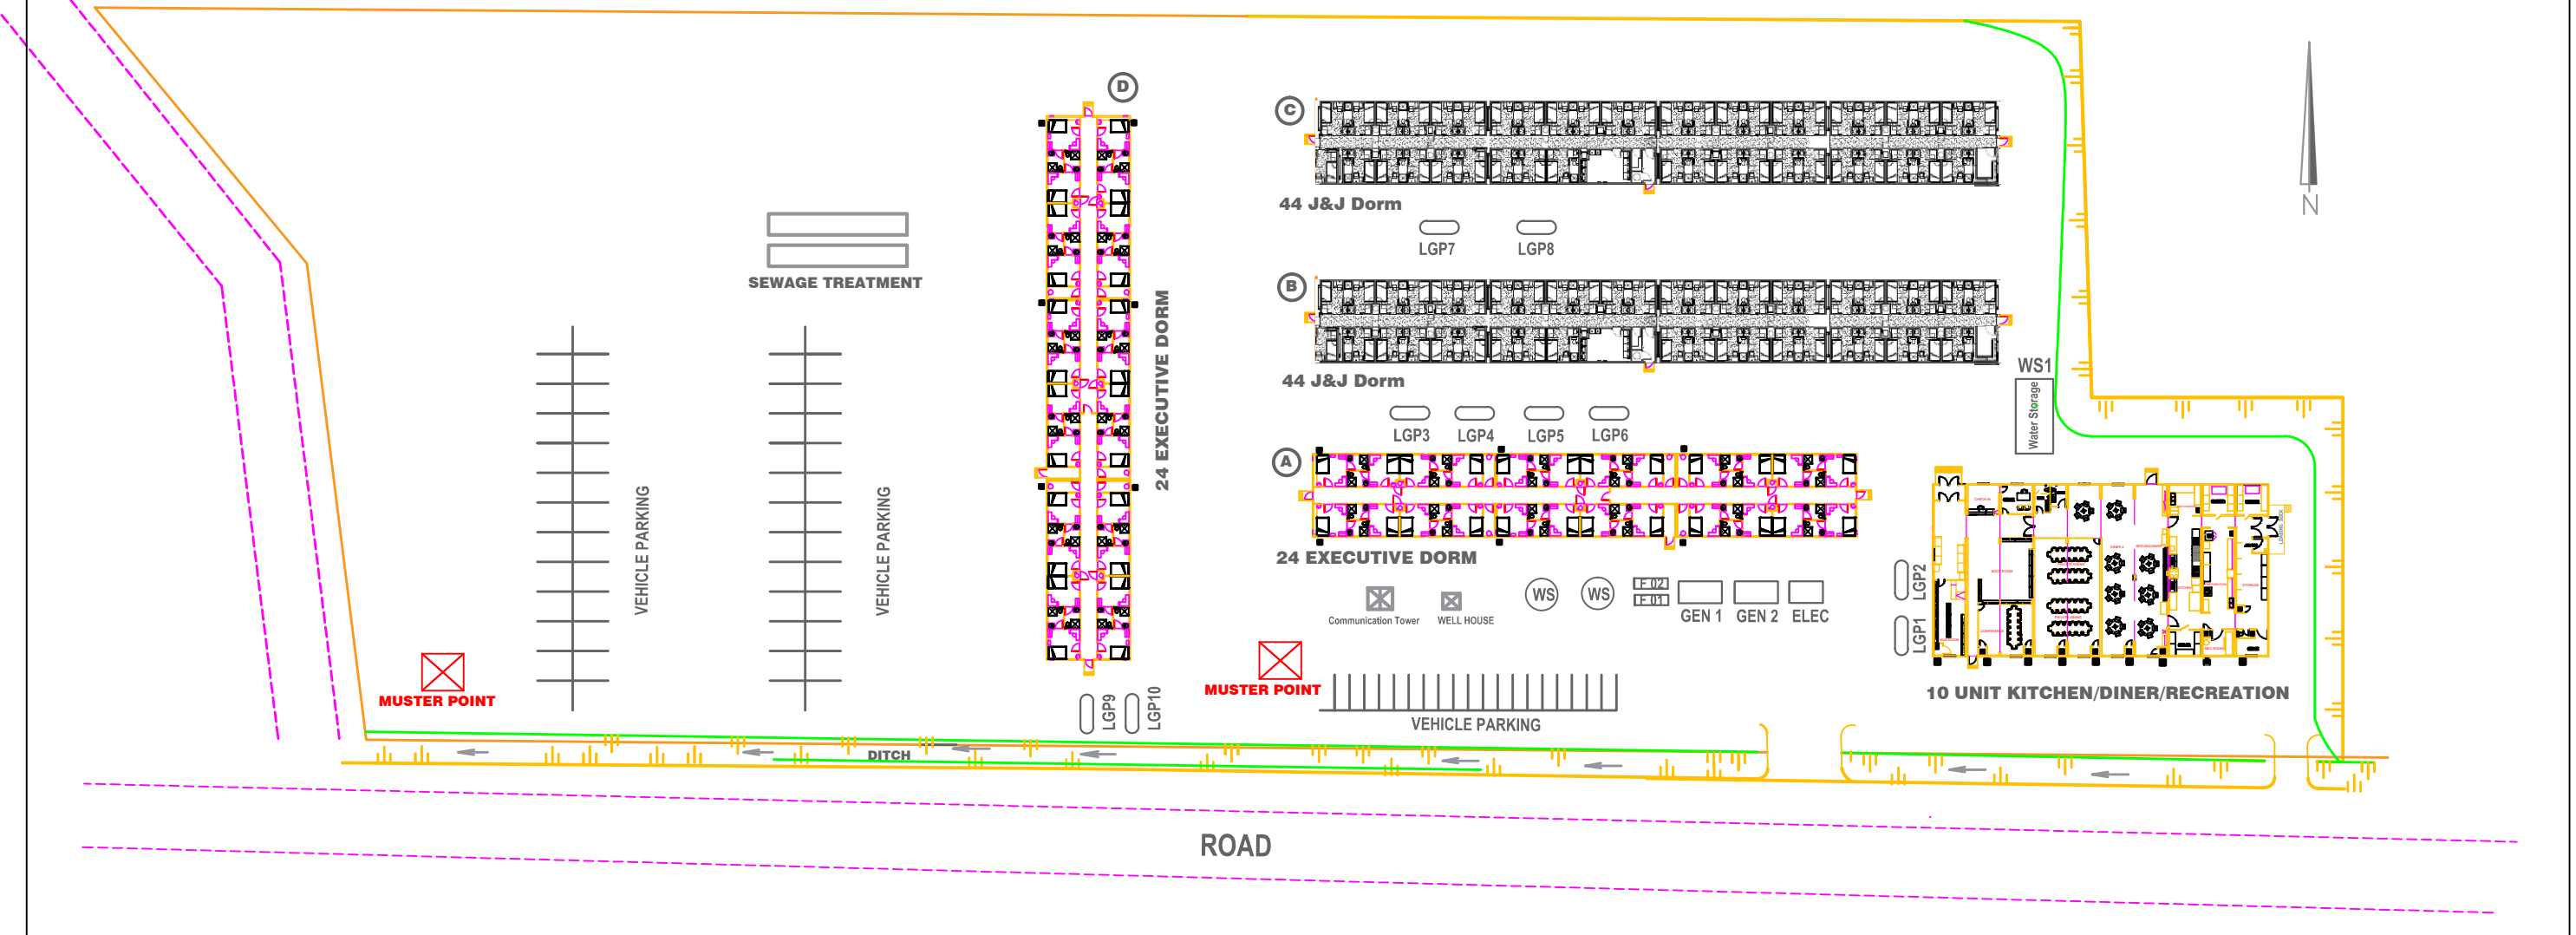 D
C
44 J&J Dorm
LGP7
LGP8
N
SEWAGE TREATMENT
B
44 J&J Dorm
WS1
Water Storage
24 EXECUTIVE DORM
LGP3
LGP4
LGP5
LGP6
A
24 EXECUTIVE DORM
VEHICLE PARKING
VEHICLE PARKING
Communication Tower
WELL HOUSE
WS
WS
F 02
F 01
GEN 1
GEN 2
ELEC
LGP2
LGP1
10 UNIT KITCHEN/DINER/RECREATION
MUSTER POINT
MUSTER POINT
LGP9
LGP10
VEHICLE PARKING
DITCH
ROAD